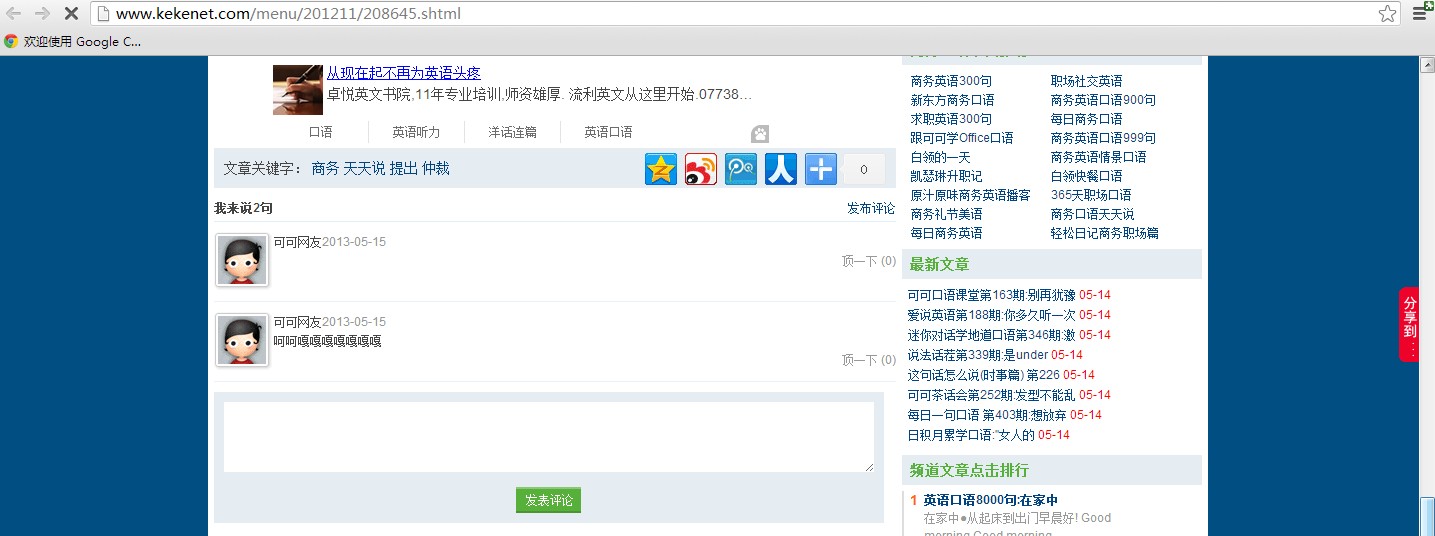 www.kekenet.com/menu/201211/208645.shtml
欢迎使用 Google C...
从现在起不再为英语头疼
卓悦英文书院,11年专业培训,师资雄厚. 流利英文从这里开始.07738...
口语 英语听力 洋话连篇 英语口语
文章关键字： 商务 天天说 提出 仲裁
0
我来说2句 发布评论
可可网友2013-05-15
顶一下 (0)
可可网友2013-05-15
呵呵嘎嘎嘎嘎嘎嘎嘎
顶一下 (0)
发表评论
商务英语300句 职场社交英语
新东方商务口语 商务英语口语900句
求职英语300句 每日商务口语
跟可可学Office口语 商务英语口语999句
白领的一天 商务英语情景口语
凯瑟琳升职记 白领快餐口语
原汁原味商务英语播客 365天职场口语
商务礼节美语 商务口语天天说
每日商务英语 轻松日记商务职场篇
最新文章
可可口语课堂第163期:别再犹豫 05-14
爱说英语第188期:你多久听一次 05-14
迷你对话学地道口语第346期:激 05-14
说法话茬第339期:是under 05-14
这句话怎么说(时事篇) 第226 05-14
可可茶话会第252期:发型不能乱 05-14
每日一句口语 第403期:想放弃 05-14
日积月累学口语:"女人的 05-14
频道文章点击排行
1 英语口语8000句:在家中
在家中●从起床到出门早晨好! Good
morning Good morning
分享到：